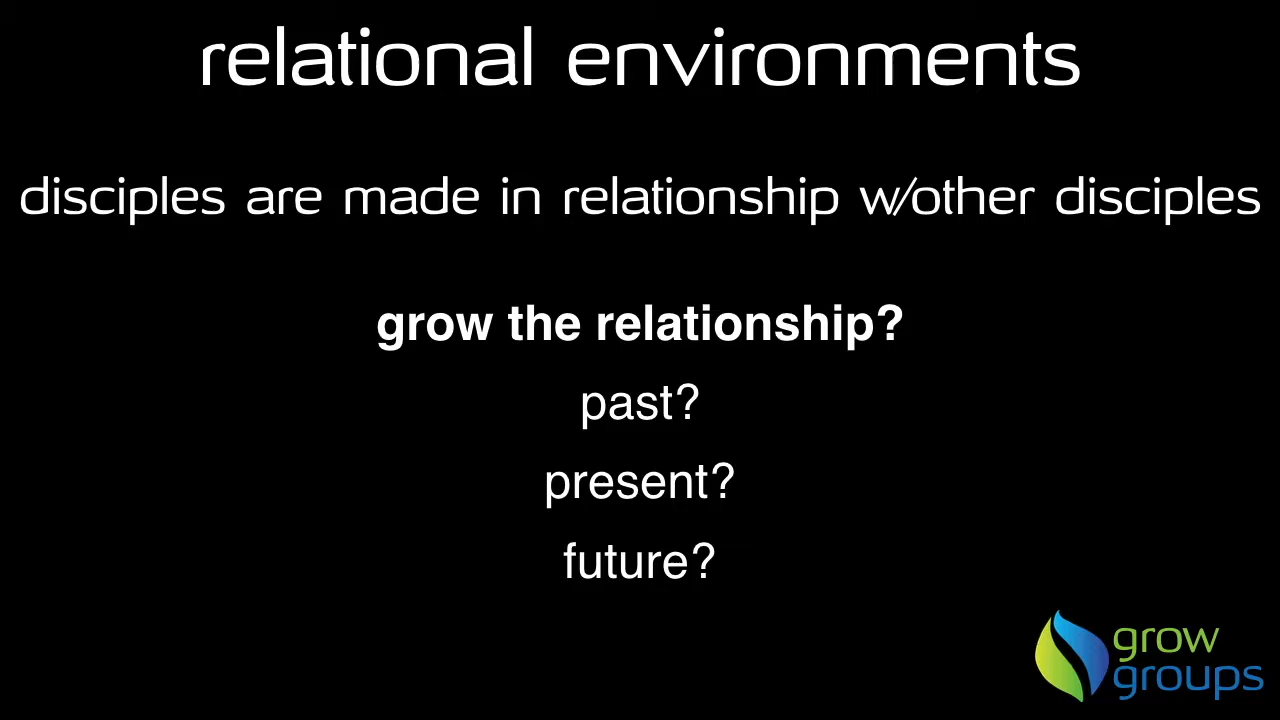 relational environments
disciples are made in relationship w/other disciples
grow the relationship?
past?
present?
future?
grow
groups